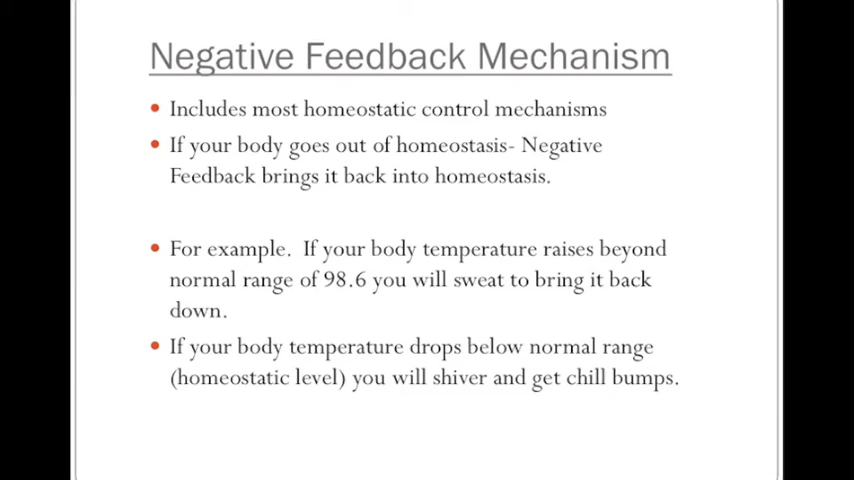 Negative Feedback Mechanism
• Includes most homeostatic control mechanisms
• If your body goes out of homeostasis- Negative
Feedback brings it back into homeostasis.
• For example.  If your body temperature raises beyond
normal range of 98.6 you will sweat to bring it back
down.
• If your body temperature drops below normal range
(homeostatic level) you will shiver and get chill bumps.